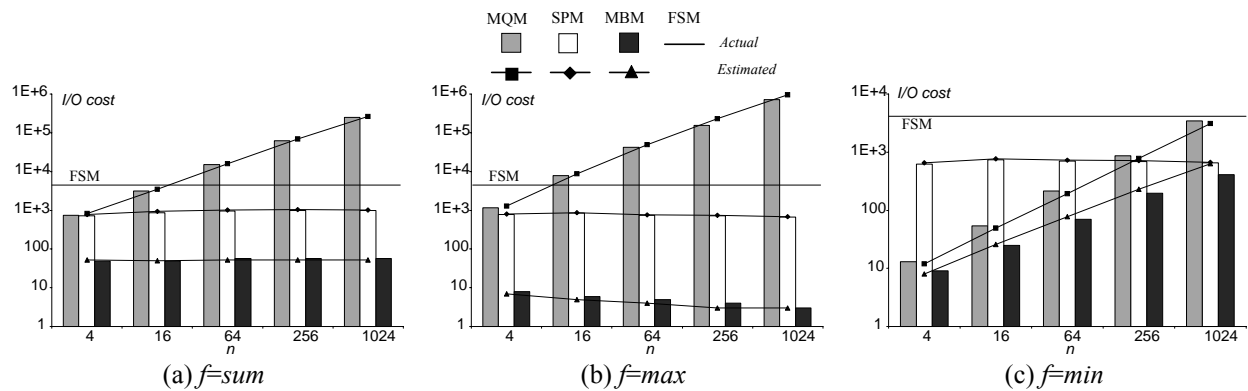 MQM SPM MBM FSM
Actual
Estimated
1E+6
I/O cost
1E+5
1E+4
FSM
1E+3
100
10
1
4 16 64 256 1024
n
(a) f=sum
1E+6
I/O cost
1E+5
1E+4
FSM
1E+3
100
10
1
4 16 64 256 1024
n
(b) f=max
1E+4
I/O cost
FSM
1E+3
100
10
1
4 16 64 256 1024
n
(c) f=min